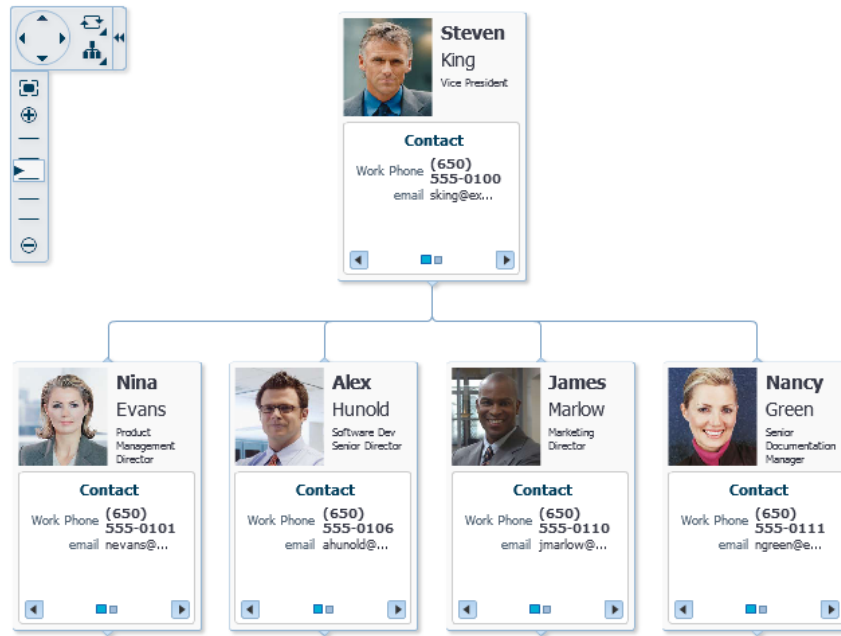 Steven
King
Vice President
Contact
Work Phone (650) 555-0100
email sking@ex...
Nina
Evans
Product
Management
Director
Contact
Work Phone (650) 555-0101
email nevans@...
Alex
Hunold
Software Dev
Senior Director
Contact
Work Phone (650) 555-0106
email ahunold@...
James
Marlow
Marketing
Director
Contact
Work Phone (650) 555-0110
email jmarlow@...
Nancy
Green
Senior
Documentation
Manager
Contact
Work Phone (650) 555-0111
email ngreen@e...